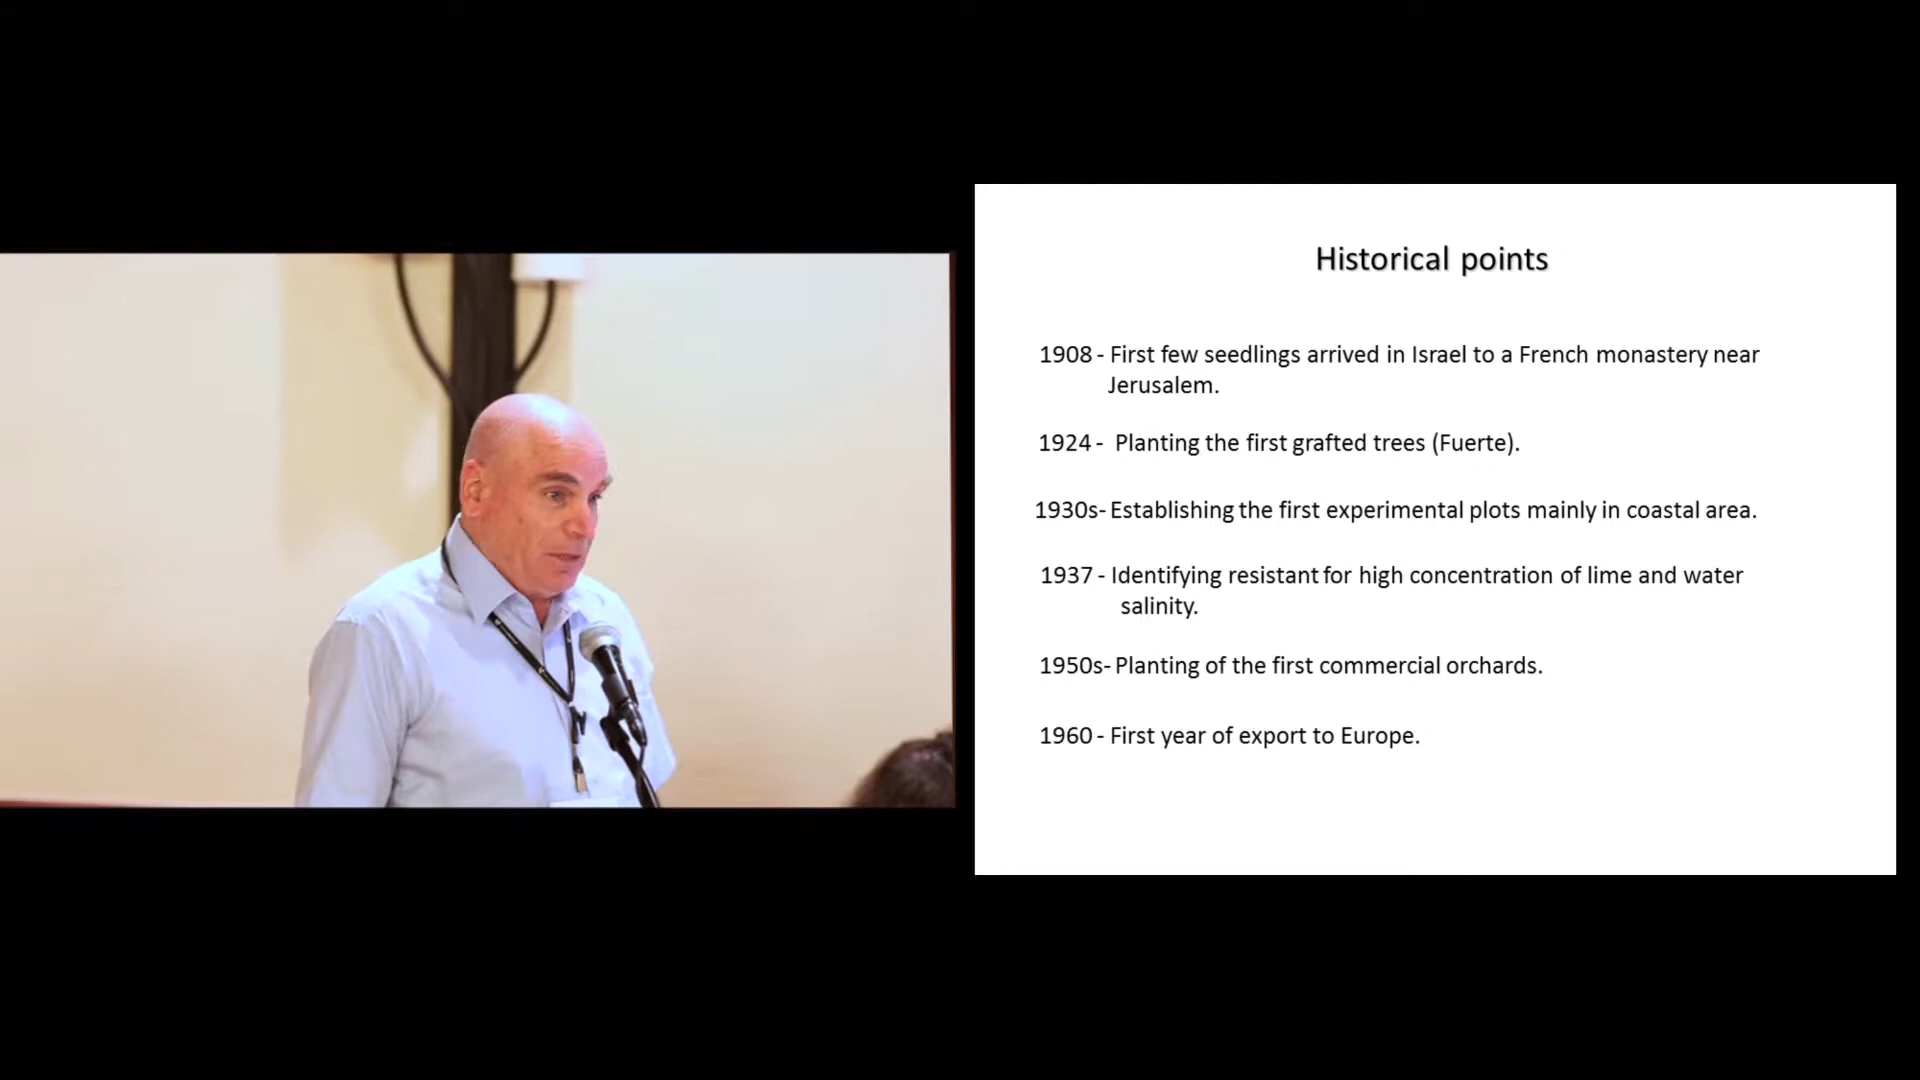 Historical points
1908 - First few seedlings arrived in Israel to a French monastery near
Jerusalem.
1924 - Planting the first grafted trees (Fuerte).
1930s- Establishing the first experimental plots mainly in coastal area.
1937 - Identifying resistant for high concentration of lime and water
salinity.
1950s- Planting of the first commercial orchards.
1960 - First year of export to Europe.